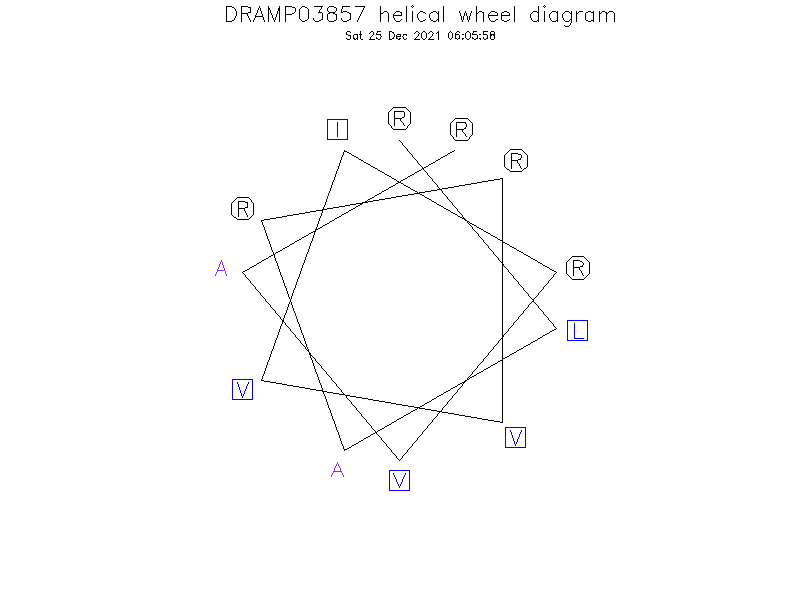 DRAMP03857 helical wheel diagram
Sat 25 Dec 2021 06:05:58
I R R R
R
A R
L
V
V
A V